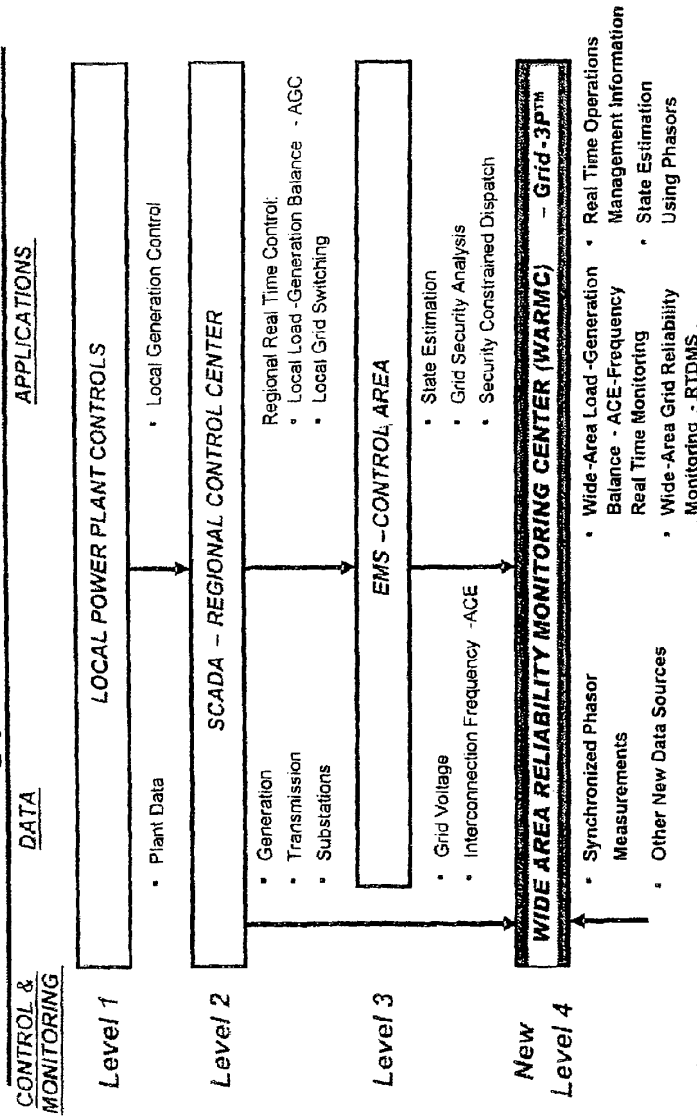 CONTROL &
MONITORING
DATA
APPLICATIONS
Level 1
LOCAL POWER PLANT CONTROLS
▪ Plant Data
▪ Local Generation Control
Level 2
SCADA – REGIONAL CONTROL CENTER
▪ Generation
▪ Transmission
▪ Substations
Regional Real Time Control:
▪ Local Load -Generation Balance - AGC
▪ Local Grid Switching
Level 3
EMS –CONTROL AREA
▪ Grid Voltage
▪ Interconnection Frequency -ACE
▪ State Estimation
▪ Grid Security Analysis
▪ Security Constrained Dispatch
New
Level 4
WIDE AREA RELIABILITY MONITORING CENTER (WARMC) – Grid -3P™
▪ Synchronized Phasor
Measurements
▪ Other New Data Sources
▪ Wide-Area Load -Generation
Balance - ACE-Frequency
Real Time Monitoring
▪ Wide-Area Grid Reliability
Monitoring - RTDMS
▪ Real Time Operations
Management Information
▪ State Estimation
Using Phasors